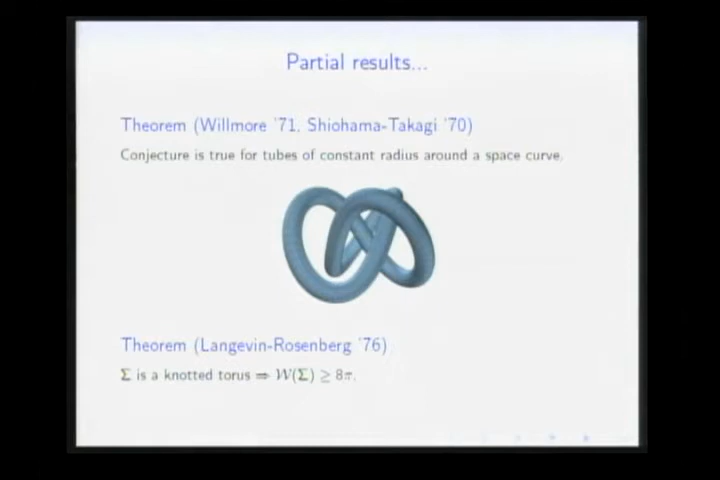 Partial results...
Theorem (Willmore '71, Shiohama-Takagi '70)
Conjecture is true for tubes of constant radius around a space curve.
Theorem (Langevin-Rosenberg '76)
Σ is a knotted torus ⇒ W(Σ) ≥ 8π.